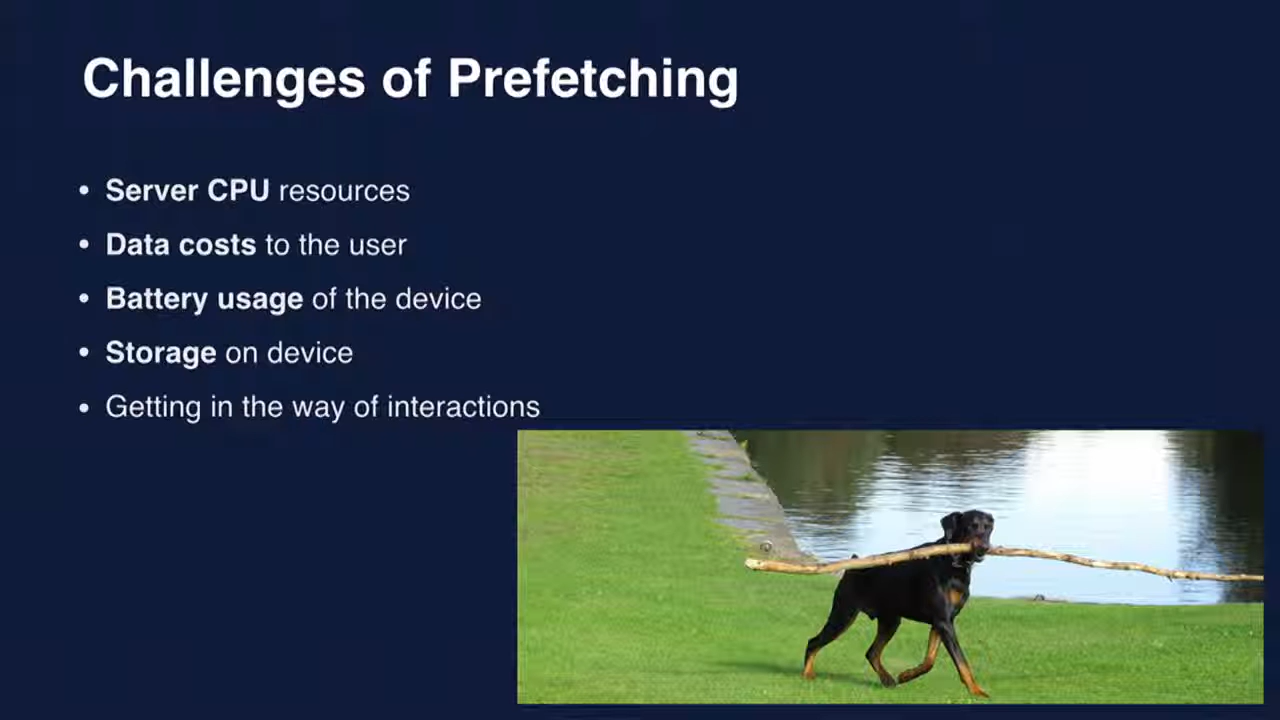 Challenges of Prefetching
• Server CPU resources
• Data costs to the user
• Battery usage of the device
• Storage on device
• Getting in the way of interactions